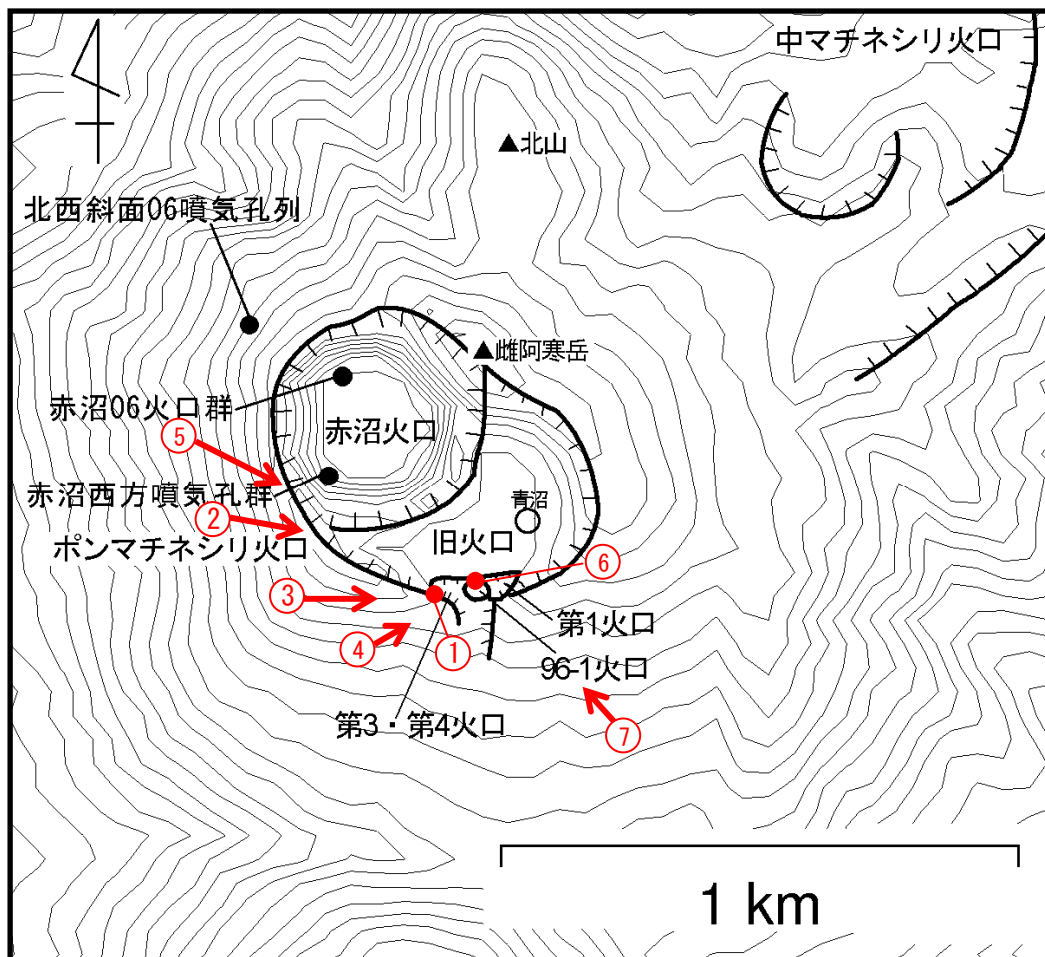 中マチネシリ火口
▲北山
北西斜面06噴気孔列
▲雌阿寒岳
赤沼06火口群
赤沼火口
⑤
赤沼西方噴気孔群
②
青沼
ポンマチネシリ火口
旧火口
⑥
③
第1火口
④
①
96-1火口
第3・第4火口
⑦
1 km